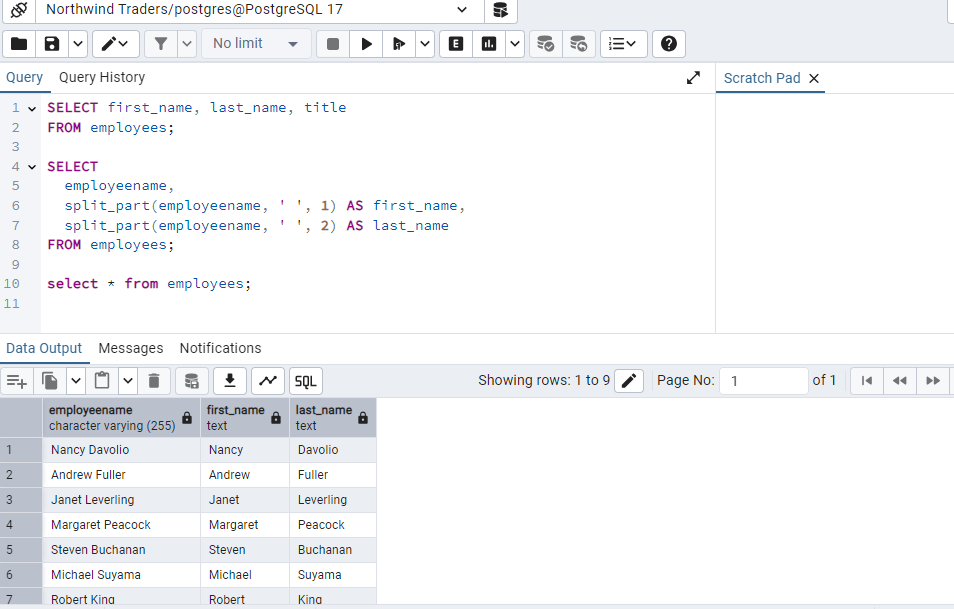 Northwind Traders/postgres@PostgreSQL 17
No limit
E
SQL
Query Query History
Scratch Pad
1 SELECT first_name, last_name, title
2 FROM employees;
3
4 SELECT
5 employeename,
6 split_part(employeename, ' ', 1) AS first_name,
7 split_part(employeename, ' ', 2) AS last_name
8 FROM employees;
9
10 select * from employees;
11
Data Output Messages Notifications
Showing rows: 1 to 9 Page No: 1 of 1
employeename first_name last_name
character varying (255) text text
1 Nancy Davolio Nancy Davolio
2 Andrew Fuller Andrew Fuller
3 Janet Leverling Janet Leverling
4 Margaret Peacock Margaret Peacock
5 Steven Buchanan Steven Buchanan
6 Michael Suyama Michael Suyama
7 Robert King Robert King